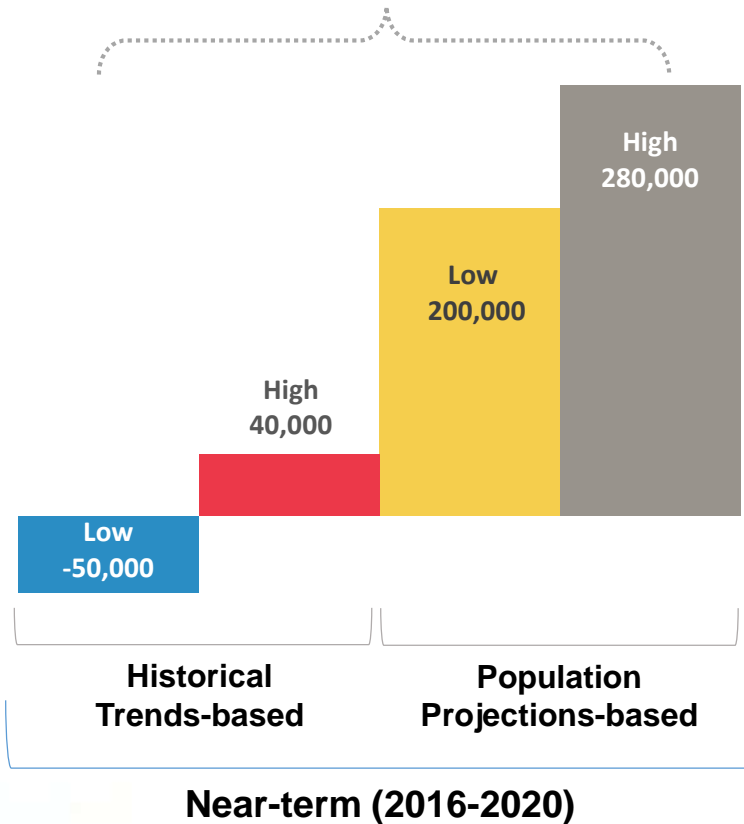 High
280,000
Low
200,000
High
40,000
Low
-50,000
Historical
Trends-based
Population
Projections-based
Near-term (2016-2020)